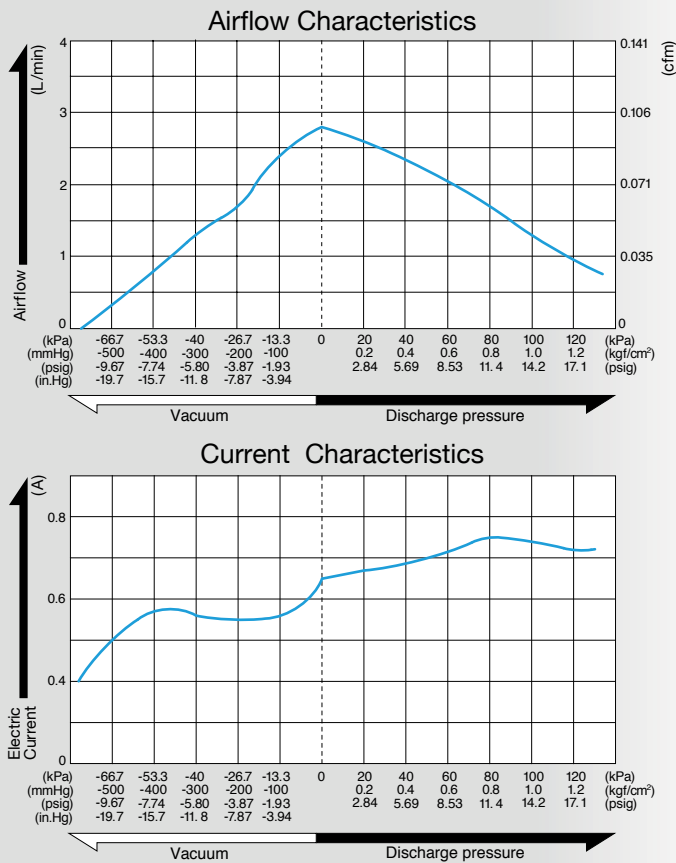 Airflow Characteristics
Airflow (L/min)
4
3
2
1
0
0.141
0.106
0.071
0.035
0
(cfm)
(kPa) -66.7 -53.3 -40 -26.7 -13.3 0 20 40 60 80 100 120 (kPa)
(mmHg) -500 -400 -300 -200 -100 0.2 0.4 0.6 0.8 1.0 1.2 (kgf/cm²)
(psig) -9.67 -7.74 -5.80 -3.87 -1.93 2.84 5.69 8.53 11.4 14.2 17.1 (psig)
(in.Hg) -19.7 -15.7 -11.8 -7.87 -3.94
Vacuum Discharge pressure
Current Characteristics
Electric Current (A)
0.8
0.6
0.4
0
(kPa) -66.7 -53.3 -40 -26.7 -13.3 0 20 40 60 80 100 120 (kPa)
(mmHg) -500 -400 -300 -200 -100 0.2 0.4 0.6 0.8 1.0 1.2 (kgf/cm²)
(psig) -9.67 -7.74 -5.80 -3.87 -1.93 2.84 5.69 8.53 11.4 14.2 17.1 (psig)
(in.Hg) -19.7 -15.7 -11.8 -7.87 -3.94
Vacuum Discharge pressure